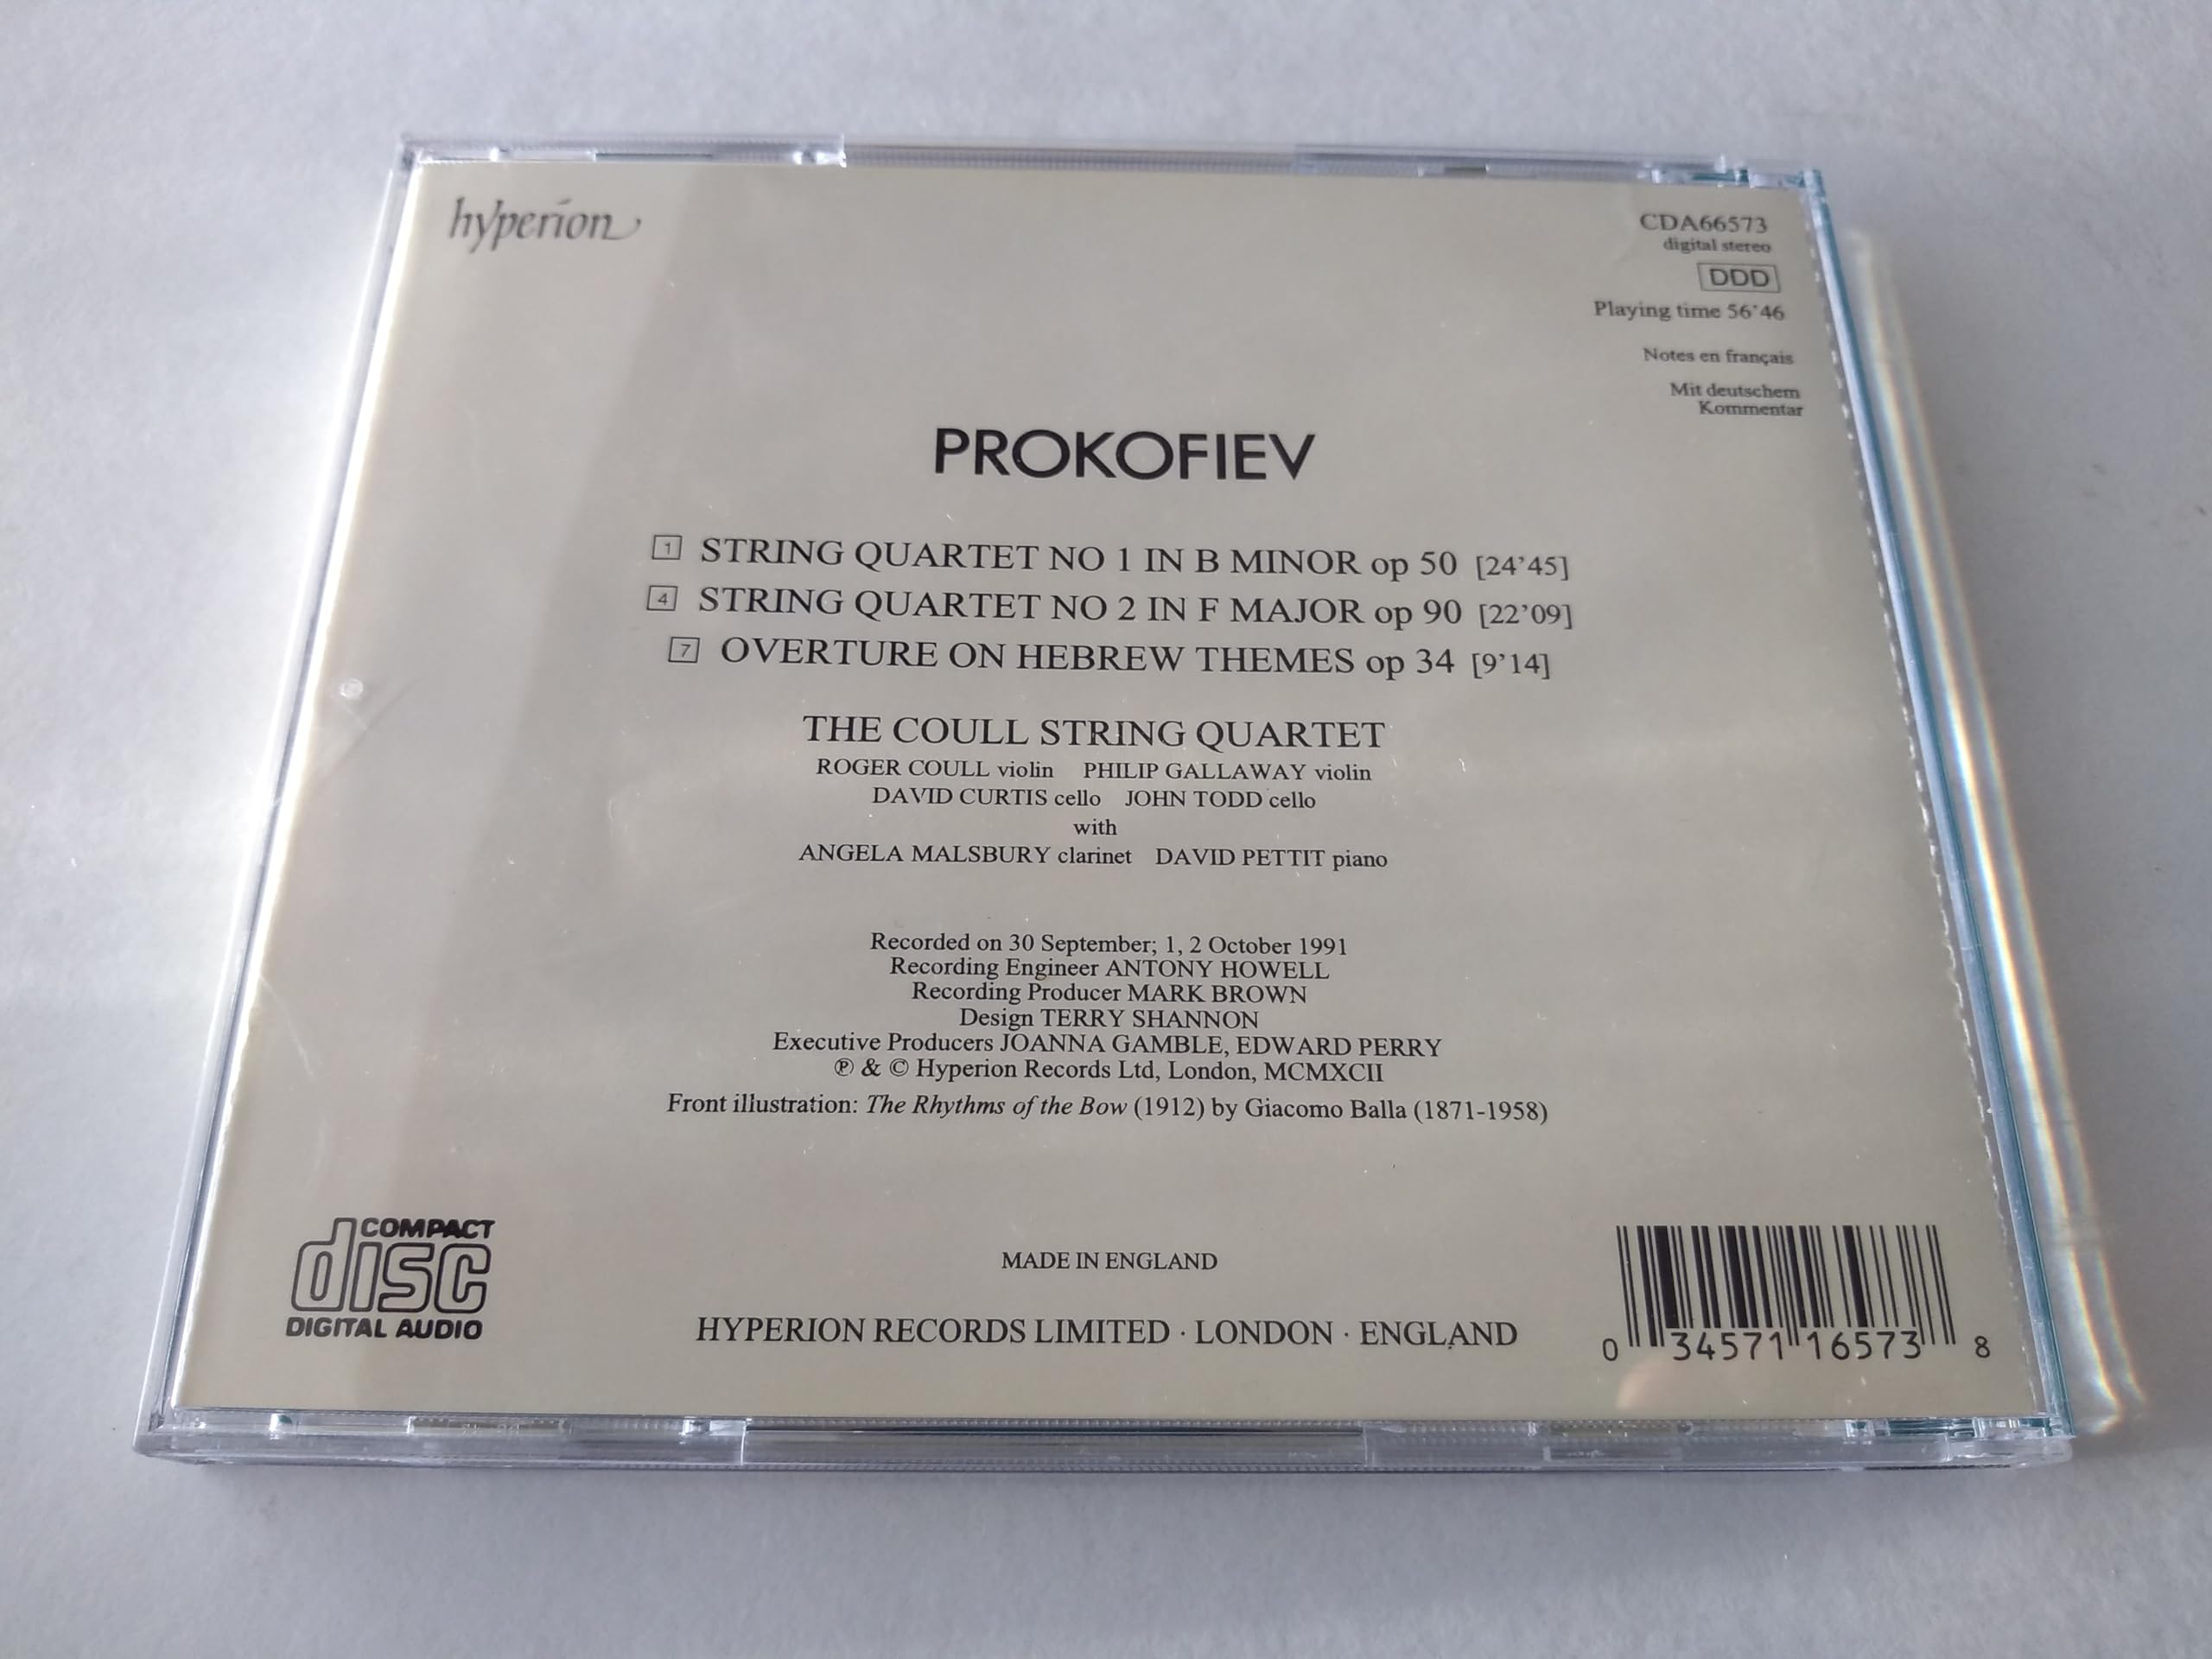 hyperion
CDA66573
digital stereo
DDD
Playing time 56'46
Notes en français
Mit deutschem
Kommentar
PROKOFIEV
1 STRING QUARTET NO 1 IN B MINOR op 50 [24'45]
4 STRING QUARTET NO 2 IN F MAJOR op 90 [22'09]
7 OVERTURE ON HEBREW THEMES op 34 [9'14]
THE COULL STRING QUARTET
ROGER COULL violin PHILIP GALLAWAY violin
DAVID CURTIS cello JOHN TODD cello
with
ANGELA MALSBURY clarinet DAVID PETTIT piano
Recorded on 30 September; 1, 2 October 1991
Recording Engineer ANTONY HOWELL
Recording Producer MARK BROWN
Design TERRY SHANNON
Executive Producers JOANNA GAMBLE, EDWARD PERRY
℗ & © Hyperion Records Ltd, London, MCMXCII
Front illustration: The Rhythms of the Bow (1912) by Giacomo Balla (1871-1958)
COMPACT
disc
DIGITAL AUDIO
MADE IN ENGLAND
HYPERION RECORDS LIMITED · LONDON · ENGLAND
0 34571 16573 8